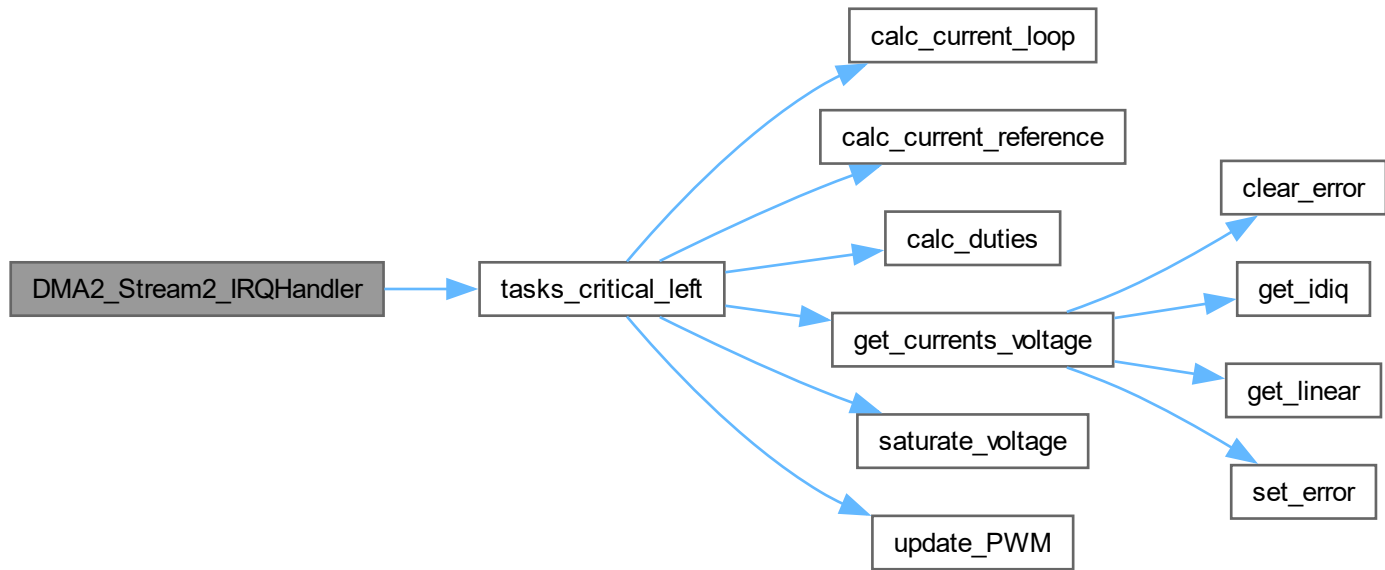 DMA2_Stream2_IRQHandler
tasks_critical_left
calc_current_loop
calc_current_reference
calc_duties
get_currents_voltage
saturate_voltage
update_PWM
clear_error
get_idiq
get_linear
set_error